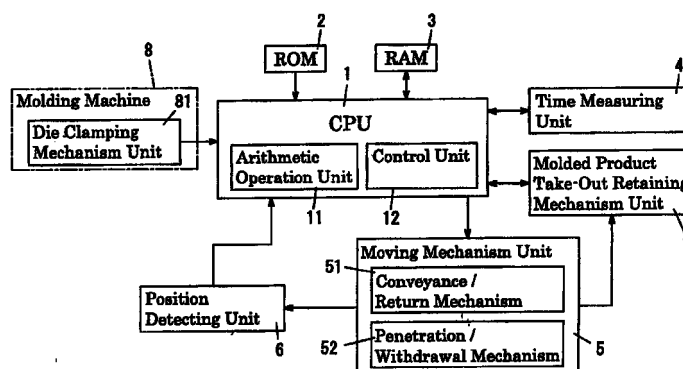 2
3
ROM
RAM
8
1
4
Molding Machine
81
CPU
Time Measuring
Unit
Die Clamping
Mechanism Unit
Arithmetic
Operation Unit
Control Unit
Molded Product
Take-Out Retaining
Mechanism Unit
11
12
Moving Mechanism Unit
51
Conveyance /
Return Mechanism
Position
Detecting Unit
6
52
Penetration /
Withdrawal Mechanism
5